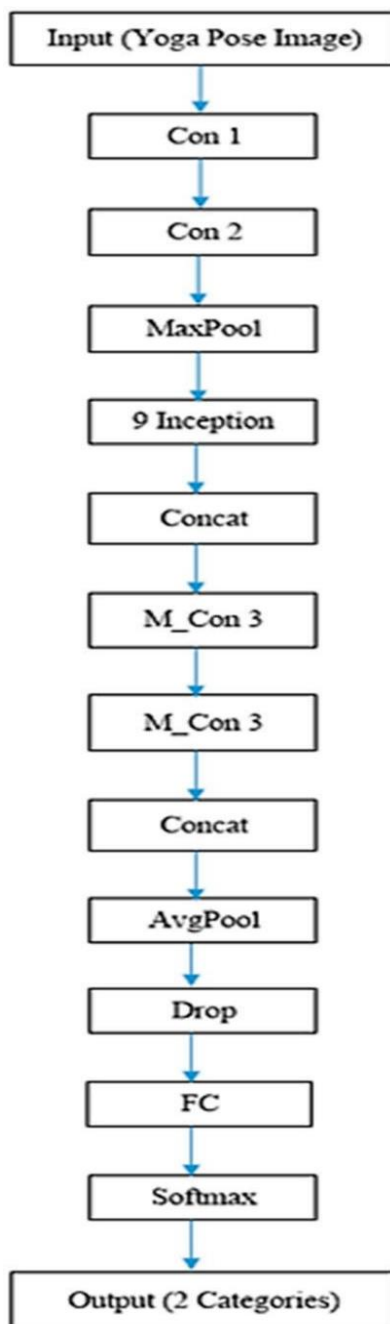 Input (Yoga Pose Image)
Con 1
Con 2
MaxPool
9 Inception
Concat
M_Con 3
M_Con 3
Concat
AvgPool
Drop
FC
Softmax
Output (2 Categories)